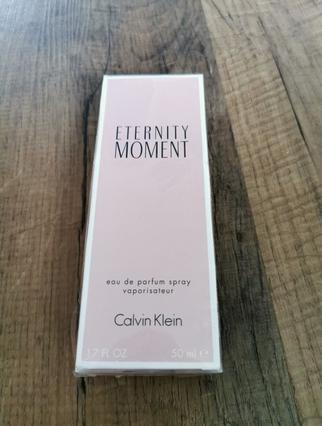 ETERNITY
MOMENT
eau de parfum spray
vaporisateur
Calvin Klein
1.7 FL OZ 50 ml ℮